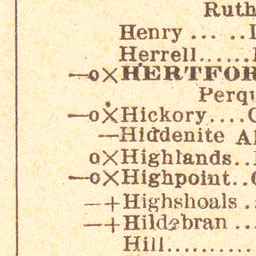 Ruth
Henry ... ..
Herrell......
—o×HERTFOR
Perqu
—o×Hickory....C
—Hiddenite Al
o×Highlands..
—o×Highpoint..
—+Highshoals .
—+Hildebran ..
Hill..........